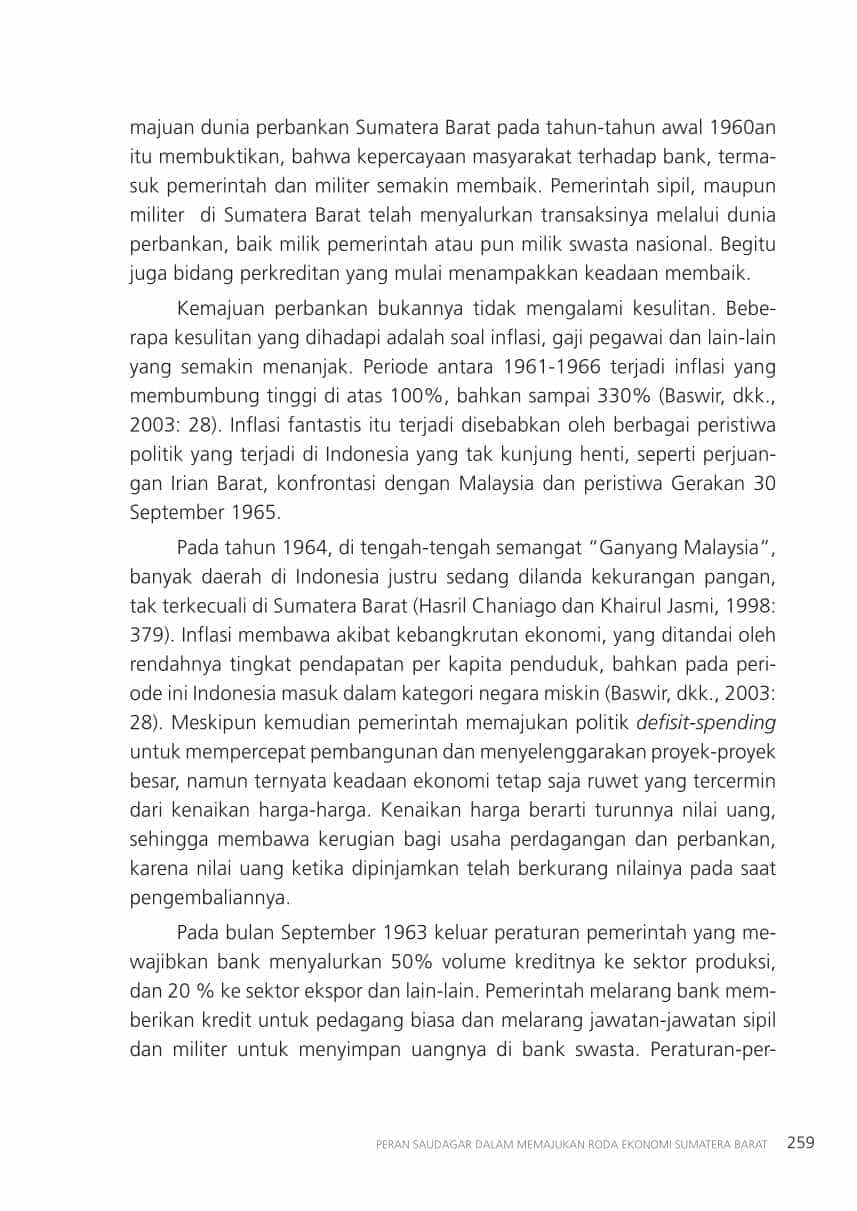 majuan dunia perbankan Sumatera Barat pada tahun-tahun awal 1960an
itu membuktikan, bahwa kepercayaan masyarakat terhadap bank, terma-
suk pemerintah dan militer semakin membaik. Pemerintah sipil, maupun
militer  di Sumatera Barat telah menyalurkan transaksinya melalui dunia
perbankan, baik milik pemerintah atau pun milik swasta nasional. Begitu
juga bidang perkreditan yang mulai menampakkan keadaan membaik.
Kemajuan perbankan bukannya tidak mengalami kesulitan. Bebe-
rapa kesulitan yang dihadapi adalah soal inflasi, gaji pegawai dan lain-lain
yang semakin menanjak. Periode antara 1961-1966 terjadi inflasi yang
membumbung tinggi di atas 100%, bahkan sampai 330% (Baswir, dkk.,
2003: 28). Inflasi fantastis itu terjadi disebabkan oleh berbagai peristiwa
politik yang terjadi di Indonesia yang tak kunjung henti, seperti perjuan-
gan Irian Barat, konfrontasi dengan Malaysia dan peristiwa Gerakan 30
September 1965.
Pada tahun 1964, di tengah-tengah semangat “Ganyang Malaysia”,
banyak daerah di Indonesia justru sedang dilanda kekurangan pangan,
tak terkecuali di Sumatera Barat (Hasril Chaniago dan Khairul Jasmi, 1998:
379). Inflasi membawa akibat kebangkrutan ekonomi, yang ditandai oleh
rendahnya tingkat pendapatan per kapita penduduk, bahkan pada peri-
ode ini Indonesia masuk dalam kategori negara miskin (Baswir, dkk., 2003:
28). Meskipun kemudian pemerintah memajukan politik defisit-spending
untuk mempercepat pembangunan dan menyelenggarakan proyek-proyek
besar, namun ternyata keadaan ekonomi tetap saja ruwet yang tercermin
dari kenaikan harga-harga. Kenaikan harga berarti turunnya nilai uang,
sehingga membawa kerugian bagi usaha perdagangan dan perbankan,
karena nilai uang ketika dipinjamkan telah berkurang nilainya pada saat
pengembaliannya.
Pada bulan September 1963 keluar peraturan pemerintah yang me-
wajibkan bank menyalurkan 50% volume kreditnya ke sektor produksi,
dan 20 % ke sektor ekspor dan lain-lain. Pemerintah melarang bank mem-
berikan kredit untuk pedagang biasa dan melarang jawatan-jawatan sipil
dan militer untuk menyimpan uangnya di bank swasta. Peraturan-per-
PERAN SAUDAGAR DALAM MEMAJUKAN RODA EKONOMI SUMATERA BARAT 259